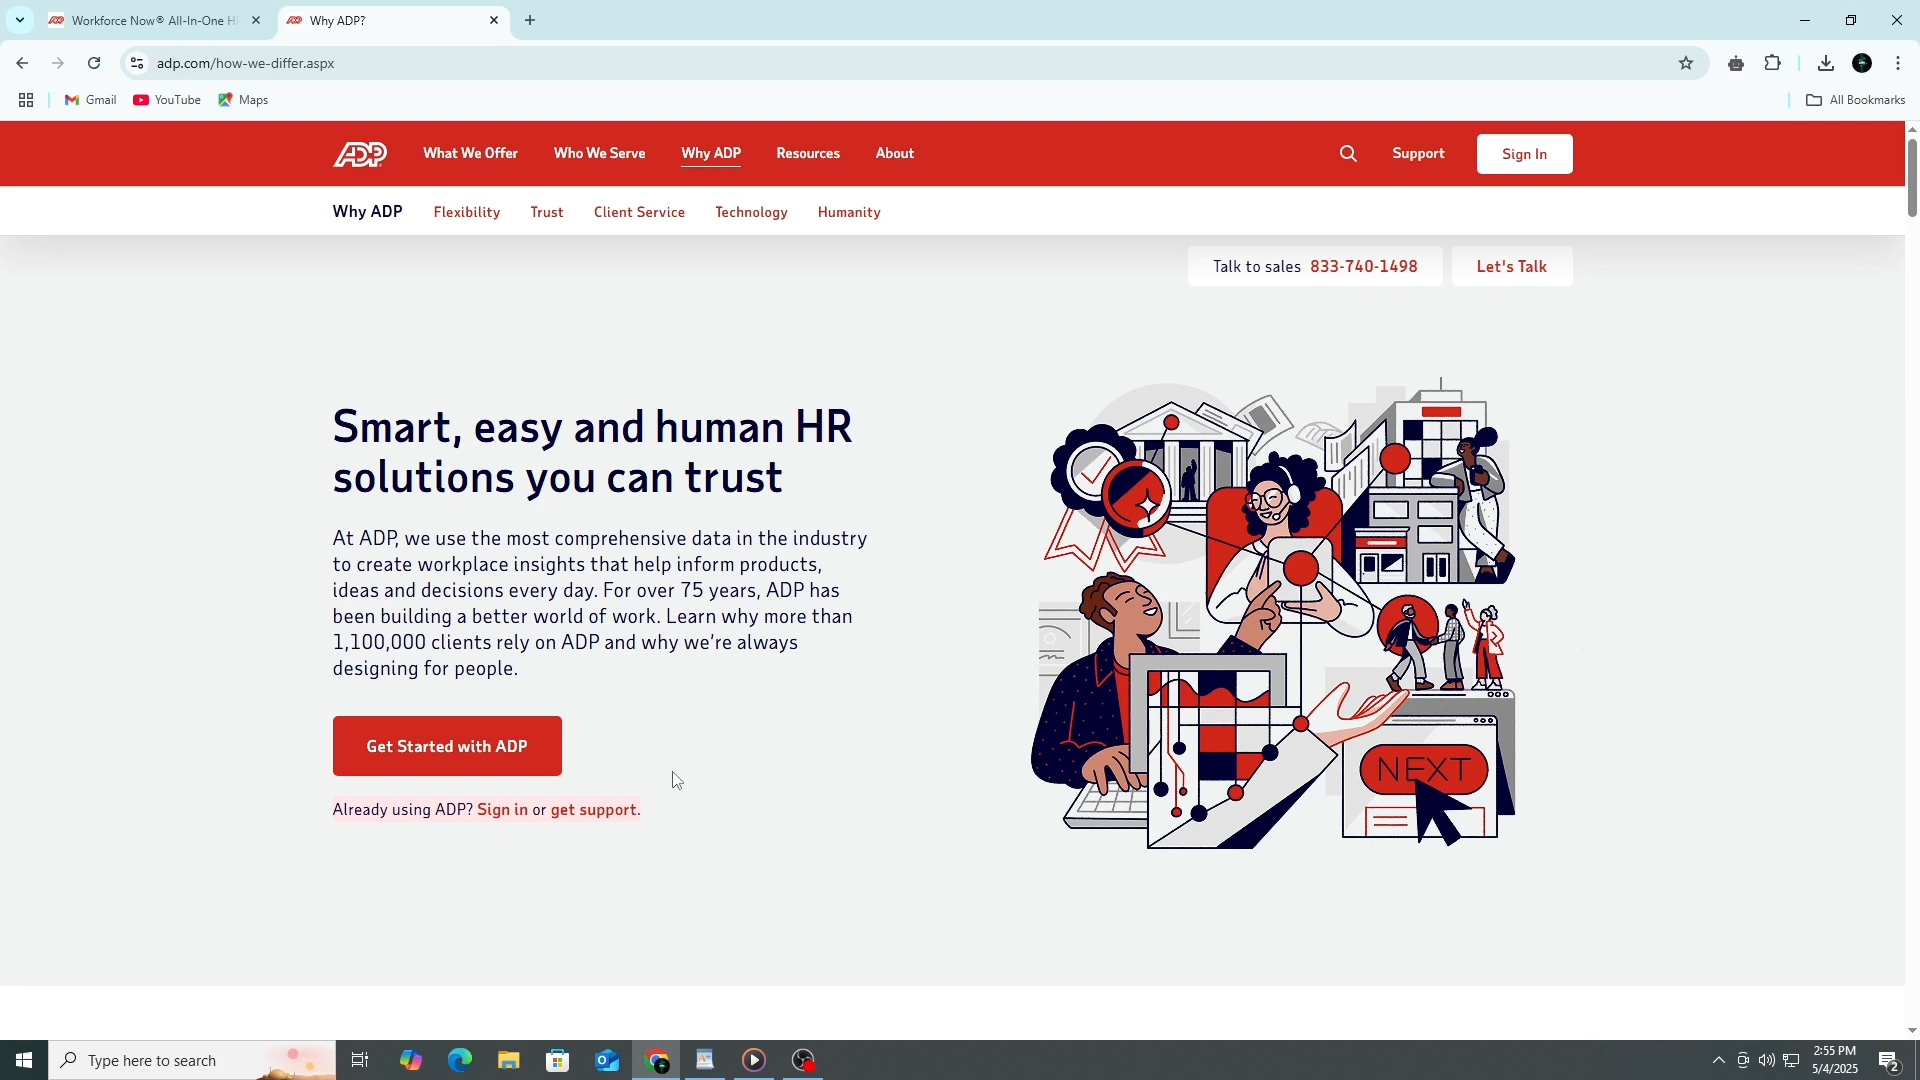 Workforce Now® All-In-One H
Why ADP?
adp.com/how-we-differ.aspx
Gmail
YouTube
Maps
All Bookmarks
ADP
What We Offer
Who We Serve
Why ADP
Resources
About
Support
Sign In
Why ADP
Flexibility
Trust
Client Service
Technology
Humanity
Talk to sales 833-740-1498
Let's Talk
Smart, easy and human HR
solutions you can trust
At ADP, we use the most comprehensive data in the industry
to create workplace insights that help inform products,
ideas and decisions every day. For over 75 years, ADP has
been building a better world of work. Learn why more than
1,100,000 clients rely on ADP and why we’re always
designing for people.
NEXT
Get Started with ADP
Already using ADP? Sign in or get support.
Type here to search
2:55 PM
5/4/2025
2